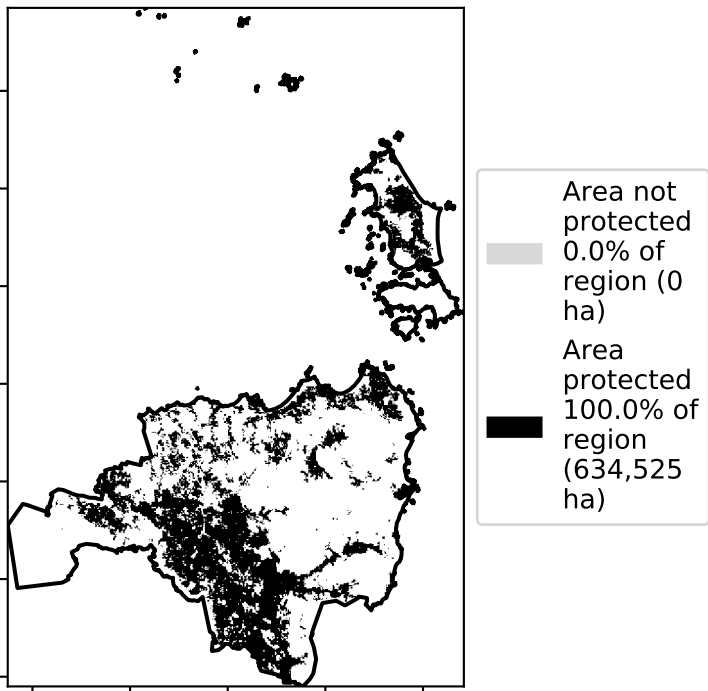 Area not
protected
0.0% of
region (0
ha)
Area
protected
100.0% of
region
(634,525
ha)